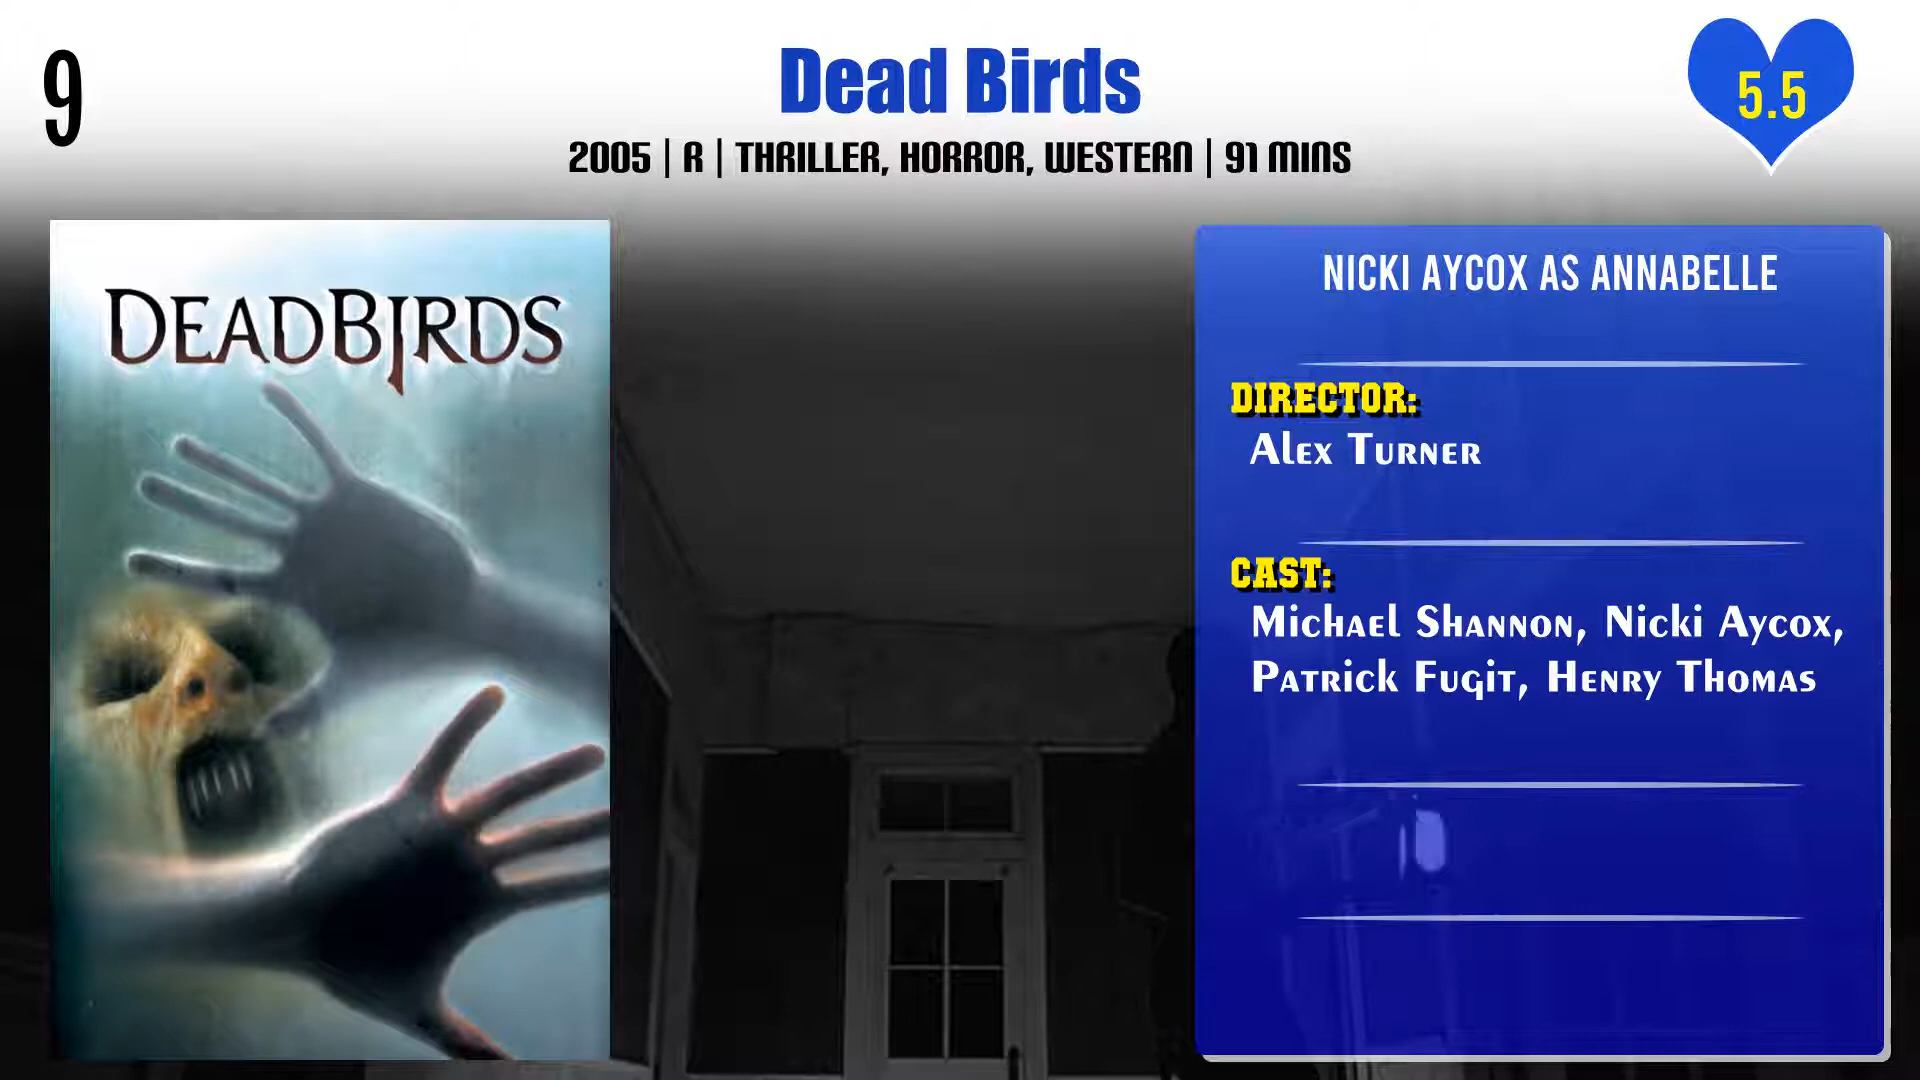 9
Dead Birds
5.5
2005 | R | THRILLER, HORROR, WESTERN | 91 MINS
DEADBIRDS
NICKI AYCOX AS ANNABELLE
DIRECTOR:
Alex Turner
CAST:
Michael Shannon, Nicki Aycox,
Patrick Fugit, Henry Thomas